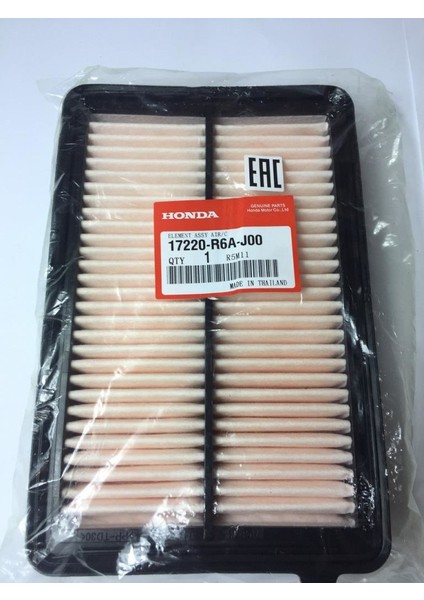 EAC
HONDA
GENUINE PARTS
Honda Motor Co., Ltd.
ELEMENT ASSY AIR/C
17220-R6A-J00
QTY 1 R5M11
MADE IN THAILAND